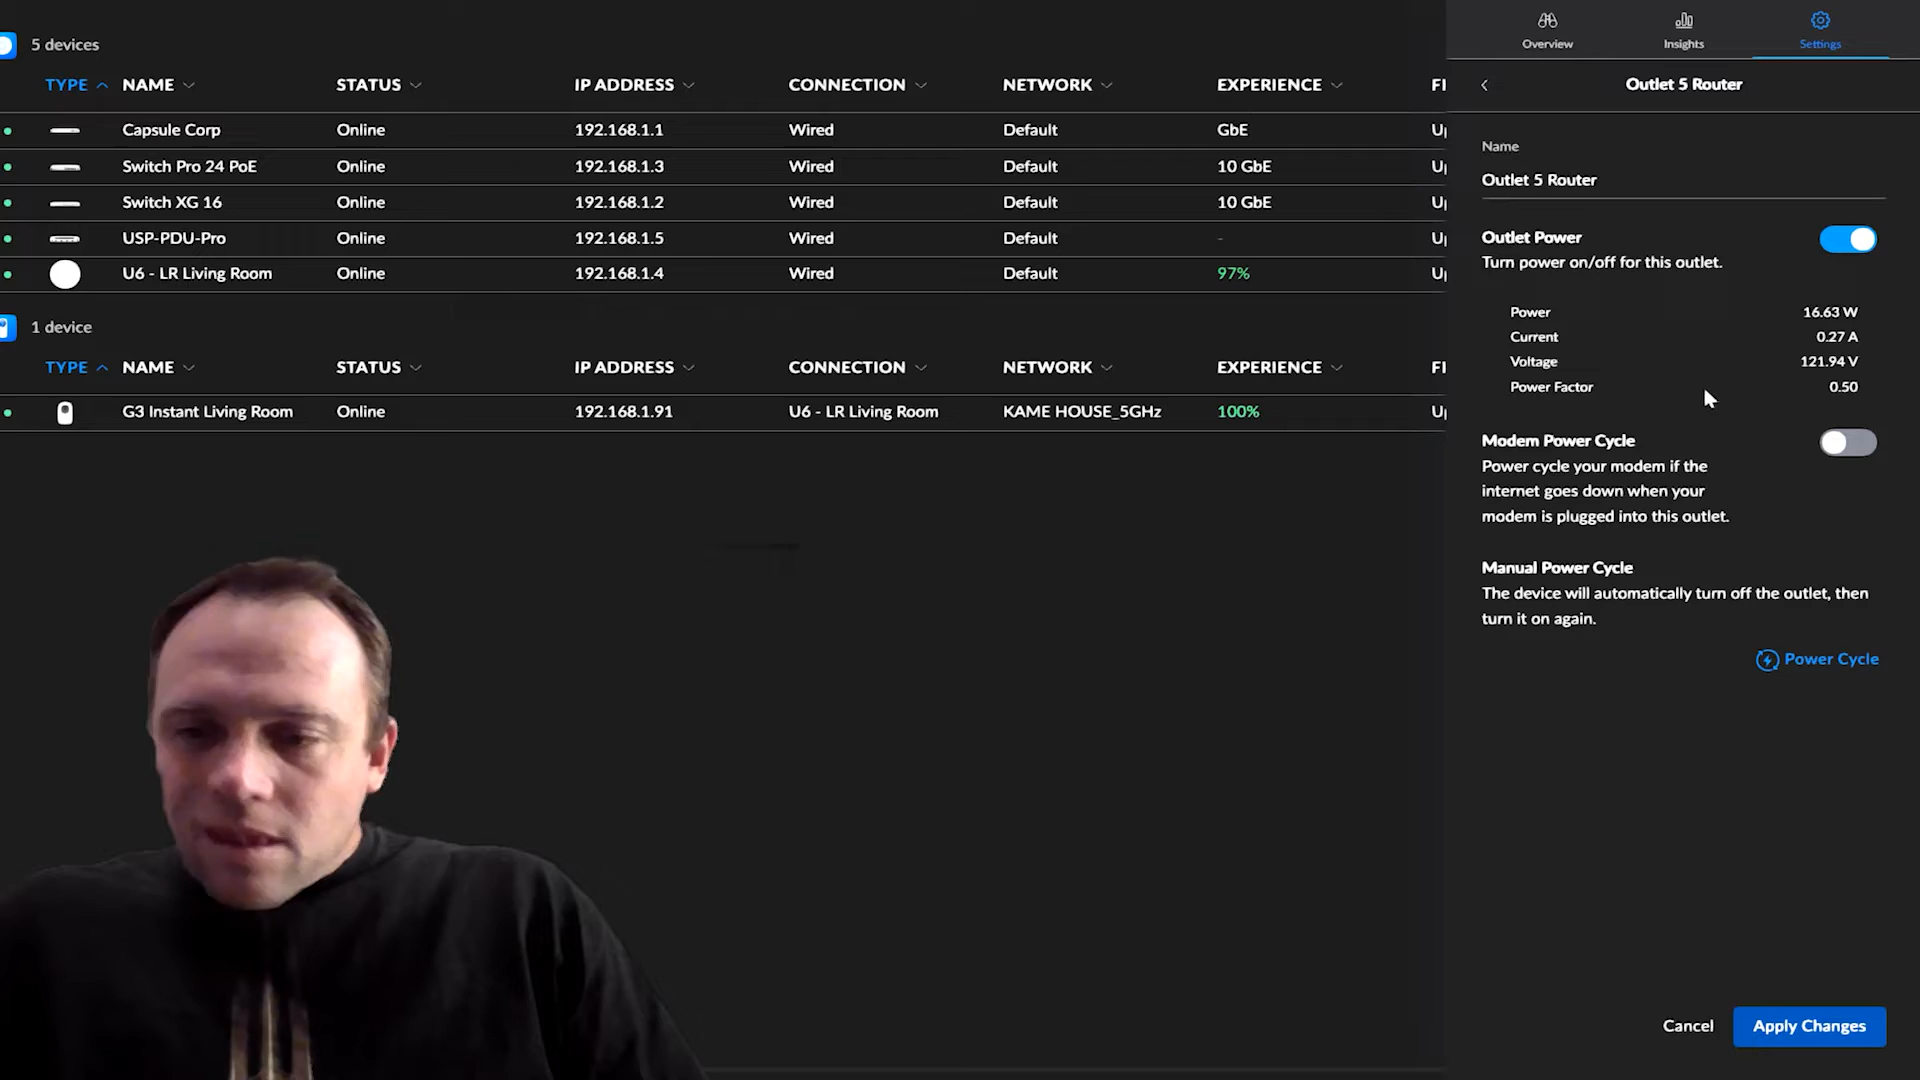 5 devices
TYPE NAME STATUS IP ADDRESS CONNECTION NETWORK EXPERIENCE
Capsule Corp Online 192.168.1.1 Wired Default GbE
Switch Pro 24 PoE Online 192.168.1.3 Wired Default 10 GbE
Switch XG 16 Online 192.168.1.2 Wired Default 10 GbE
USP-PDU-Pro Online 192.168.1.5 Wired Default -
U6 - LR Living Room Online 192.168.1.4 Wired Default 97%
1 device
TYPE NAME STATUS IP ADDRESS CONNECTION NETWORK EXPERIENCE
G3 Instant Living Room Online 192.168.1.91 U6 - LR Living Room KAME HOUSE_5GHz 100%
Overview Insights Settings
Outlet 5 Router
Name
Outlet 5 Router
Outlet Power
Turn power on/off for this outlet.
Power 16.63 W
Current 0.27 A
Voltage 121.94 V
Power Factor 0.50
Modem Power Cycle
Power cycle your modem if the
internet goes down when your
modem is plugged into this outlet.
Manual Power Cycle
The device will automatically turn off the outlet, then
turn it on again.
Power Cycle
Cancel Apply Changes